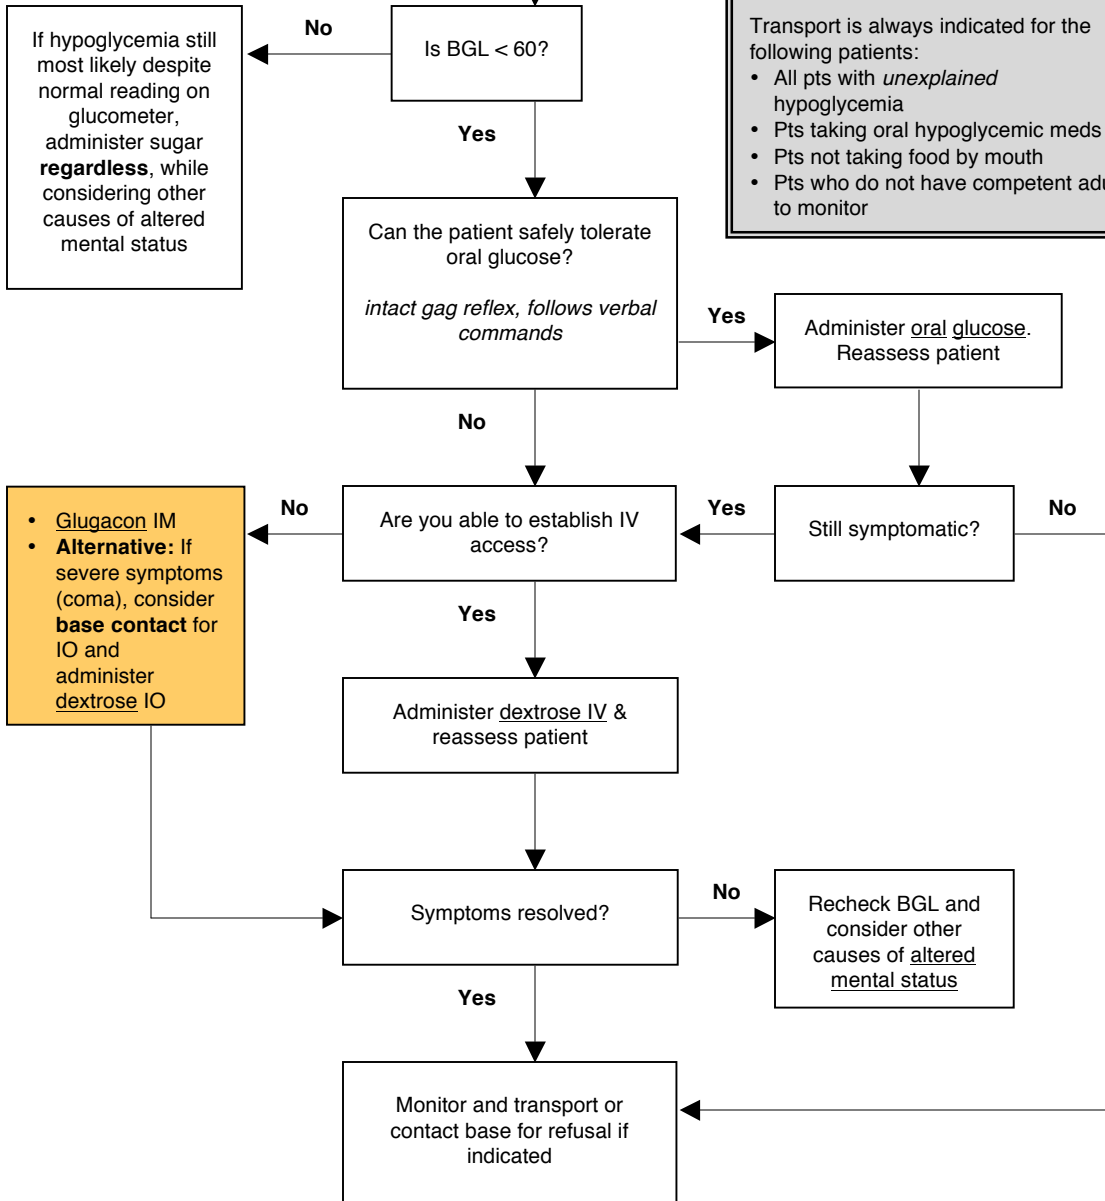 If hypoglycemia still
most likely despite
normal reading on
glucometer,
administer sugar
regardless, while
considering other
causes of altered
mental status
No
Is BGL < 60?
Yes
Transport is always indicated for the
following patients:
• All pts with unexplained
hypoglycemia
• Pts taking oral hypoglycemic meds
• Pts not taking food by mouth
• Pts who do not have competent
to monitor
Can the patient safely tolerate
oral glucose?
intact gag reflex, follows verbal
commands
Yes
Administer oral glucose.
Reassess patient
No
• Glugacon IM
• Alternative: If
severe symptoms
(coma), consider
base contact for
IO and
administer
dextrose IO
No
Are you able to establish IV
access?
Yes
Still symptomatic?
No
Yes
Administer dextrose IV &
reassess patient
Symptoms resolved?
No
Recheck BGL and
consider other
causes of altered
mental status
Yes
Monitor and transport or
contact base for refusal if
indicated